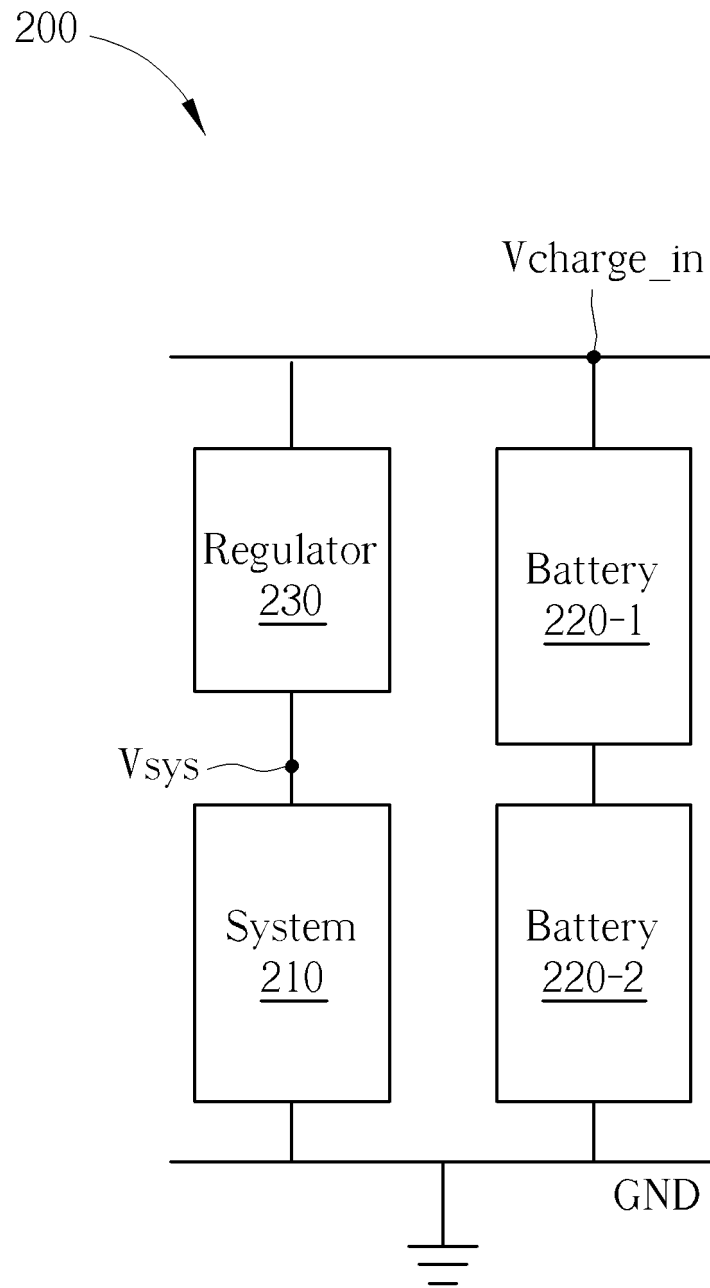 200
Vcharge_in
Regulator
230
Battery
220-1
Vsys
System
210
Battery
220-2
GND